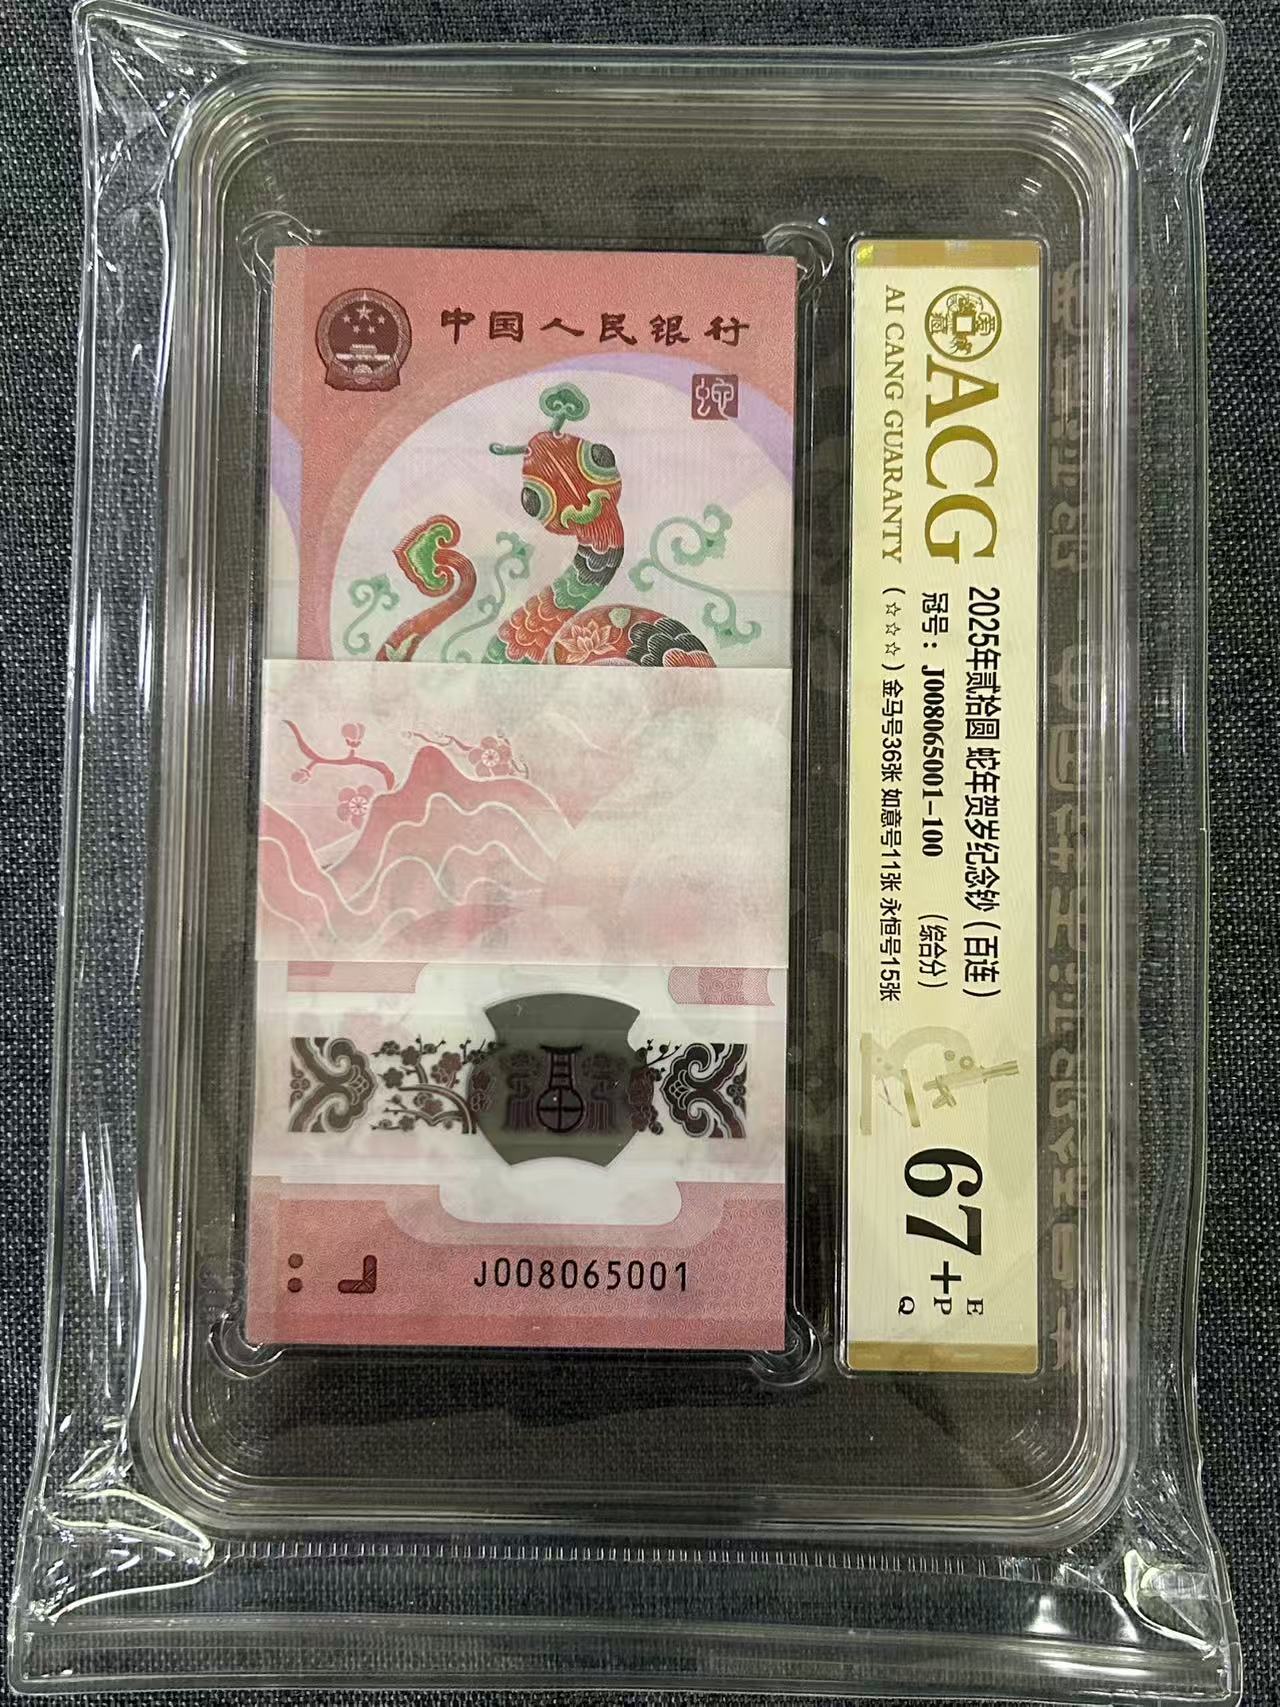 中国人民银行
蛇
J008065001
ACG
AI CANG GUARANTY
2025年贰拾圆 蛇年贺岁纪念钞（百连）
冠号：J008065001-100 （综合分）
（☆☆☆）金马号36张 如意号11张 永恒号15张
67+
E
P
Q